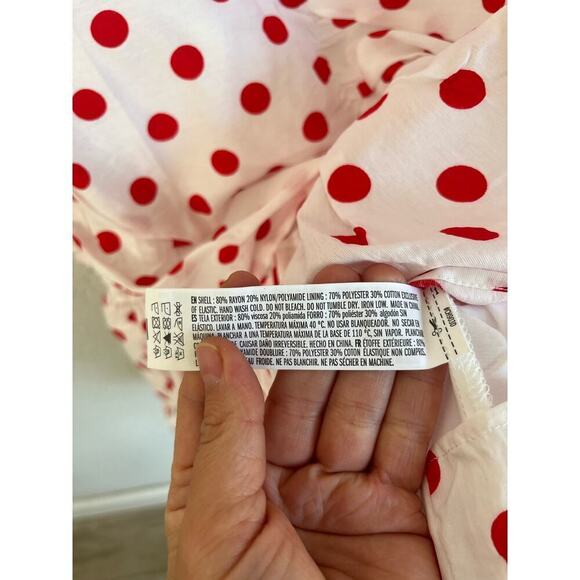 EN SHELL : 80% RAYON 20% NYLON/POLYAMIDE LINING : 70% POLYESTER 30% COTTON EXCLUSIVE
OF ELASTIC. HAND WASH COLD. DO NOT BLEACH. DO NOT TUMBLE DRY. IRON LOW. MADE IN CHINA
ES TELA EXTERIOR : 80% viscosa 20% poliamida FORRO : 70% poliéster 30% algodón SIN
ELÁSTICO. LAVAR A MANO. TEMPERATURA MÁXIMA 40 °C. NO USAR BLANQUEADOR. NO SECAR EN
MÁQUINA. PLANCHAR A UNA TEMPERATURA MÁXIMA DE LA BASE DE 110 °C, SIN VAPOR.
CAUSAR DAÑO IRREVERSIBLE. HECHO EN CHINA. FR ÉTOFFE EXTÉRIEURE : 80%
DOUBLURE : 70% POLYESTER 30% COTON ÉLASTIQUE NON COMPRIS.
EAU FROIDE. NE PAS BLANCHIR. NE PAS SÉCHER EN MACHINE.